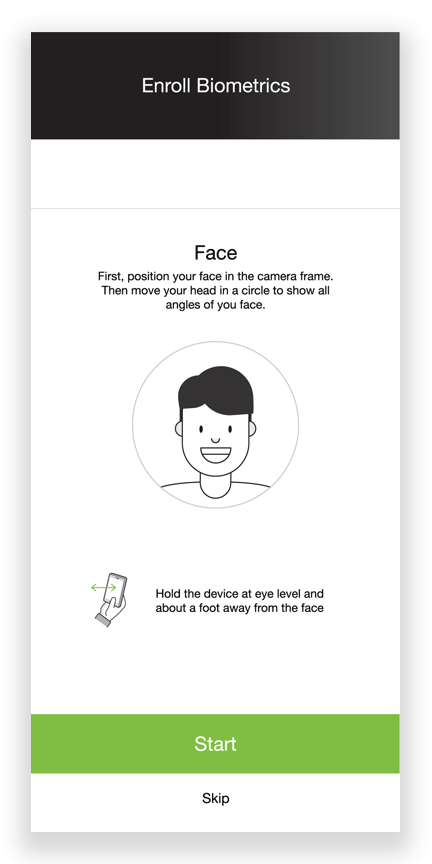 Enroll Biometrics
Face
First, position your face in the camera frame.
Then move your head in a circle to show all
angles of you face.
Hold the device at eye level and
about a foot away from the face
Start
Skip